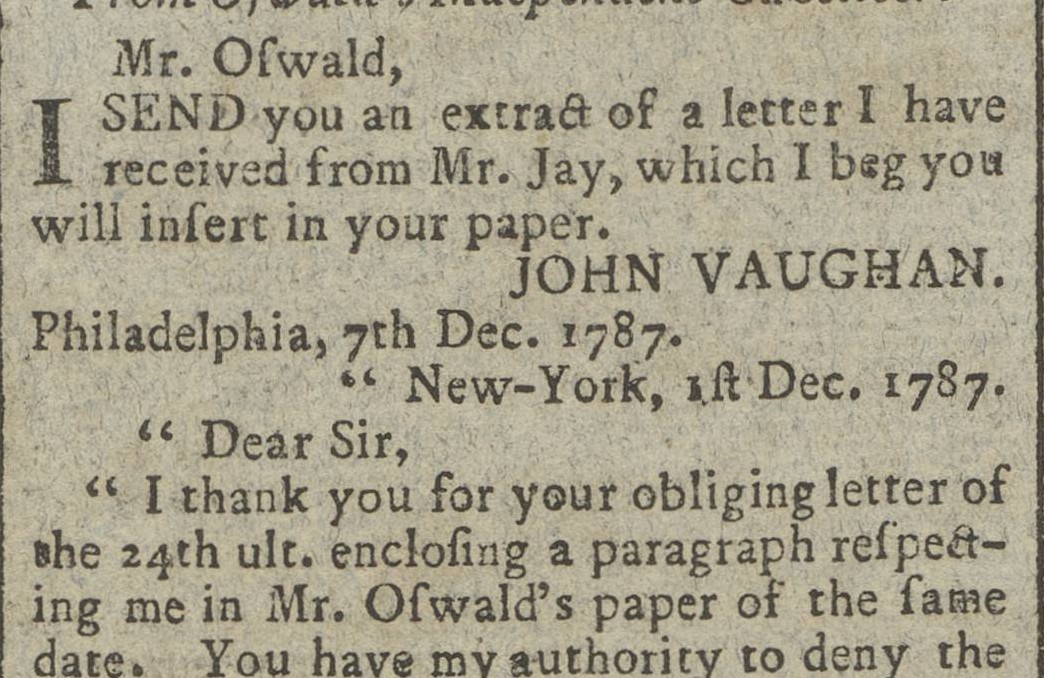 From Oſwald's Independent
Mr. Oſwald,
I SEND you an extract of a letter I have
received from Mr. Jay, which I beg you
will inſert in your paper.
JOHN VAUGHAN.
Philadelphia, 7th Dec. 1787.
“ New-York, 1ſt Dec. 1787.
“ Dear Sir,
“ I thank you for your obliging letter of
the 24th ult. encloſing a paragraph reſpect-
ing me in Mr. Oſwald's paper of the ſame
date. You have my authority to deny the